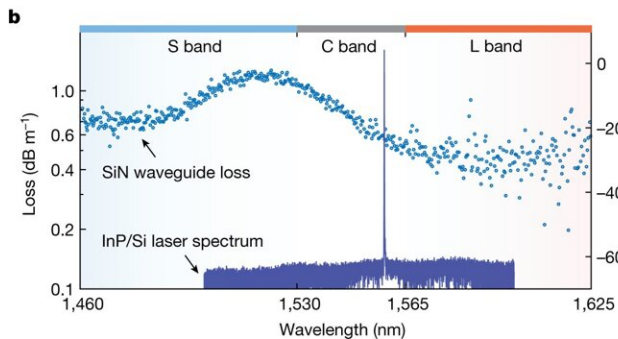 b
S band C band L band
1.0
0.6
0.4
0.2
0.1
Loss (dB m⁻¹)
SiN waveguide loss
InP/Si laser spectrum
0
−20
−40
−60
1,460 1,530 1,565 1,625
Wavelength (nm)